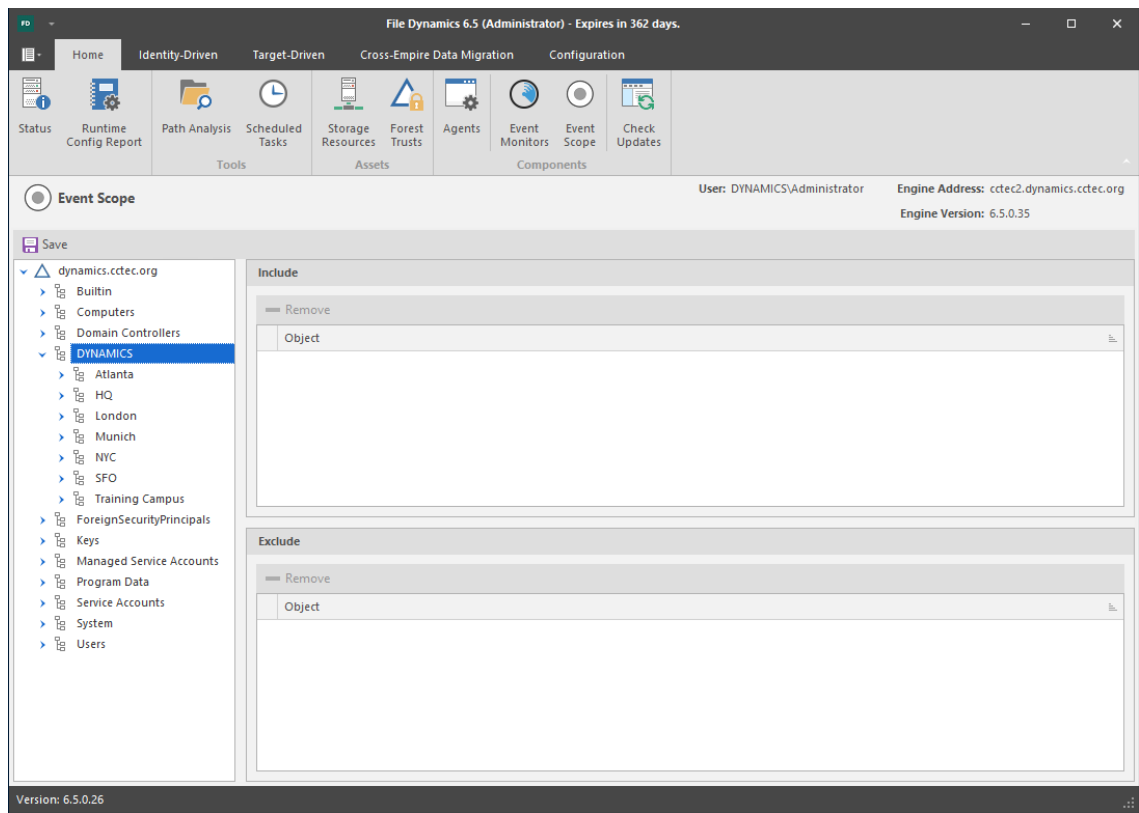 FD
File Dynamics 6.5 (Administrator) - Expires in 362 days.
Home Identity-Driven Target-Driven Cross-Empire Data Migration Configuration
Status Runtime Config Report Path Analysis Scheduled Tasks Storage Resources Forest Trusts Agents Event Monitors Event Scope Check Updates
Tools Assets Components
Event Scope
User: DYNAMICS\Administrator Engine Address: cctec2.dynamics.cctec.org
Engine Version: 6.5.0.35
Save
dynamics.cctec.org
Builtin
Computers
Domain Controllers
DYNAMICS
Atlanta
HQ
London
Munich
NYC
SFO
Training Campus
ForeignSecurityPrincipals
Keys
Managed Service Accounts
Program Data
Service Accounts
System
Users
Include
Remove
Object
Exclude
Remove
Object
Version: 6.5.0.26